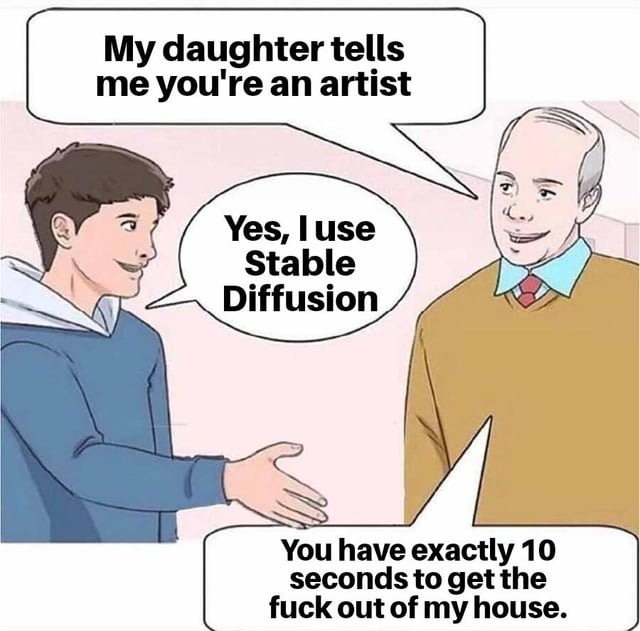 My daughter tells
me you're an artist
Yes, I use
Stable
Diffusion
You have exactly 10
seconds to get the
fuck out of my house.